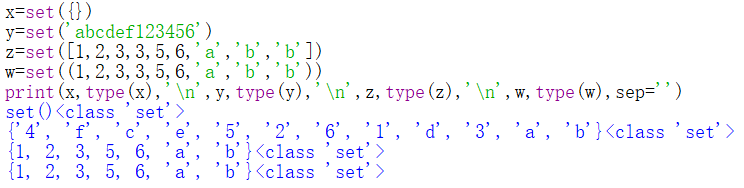 x=set({})
y=set('abcdef123456')
z=set([1,2,3,3,5,6,'a','b','b'])
w=set((1,2,3,3,5,6,'a','b','b'))
print(x,type(x),'\n',y,type(y),'\n',z,type(z),'\n',w,type(w),sep='')
set()<class 'set'>
{'4', 'f', 'c', 'e', '5', '2', '6', '1', 'd', '3', 'a', 'b'}<class 'set'>
{1, 2, 3, 5, 6, 'a', 'b'}<class 'set'>
{1, 2, 3, 5, 6, 'a', 'b'}<class 'set'>